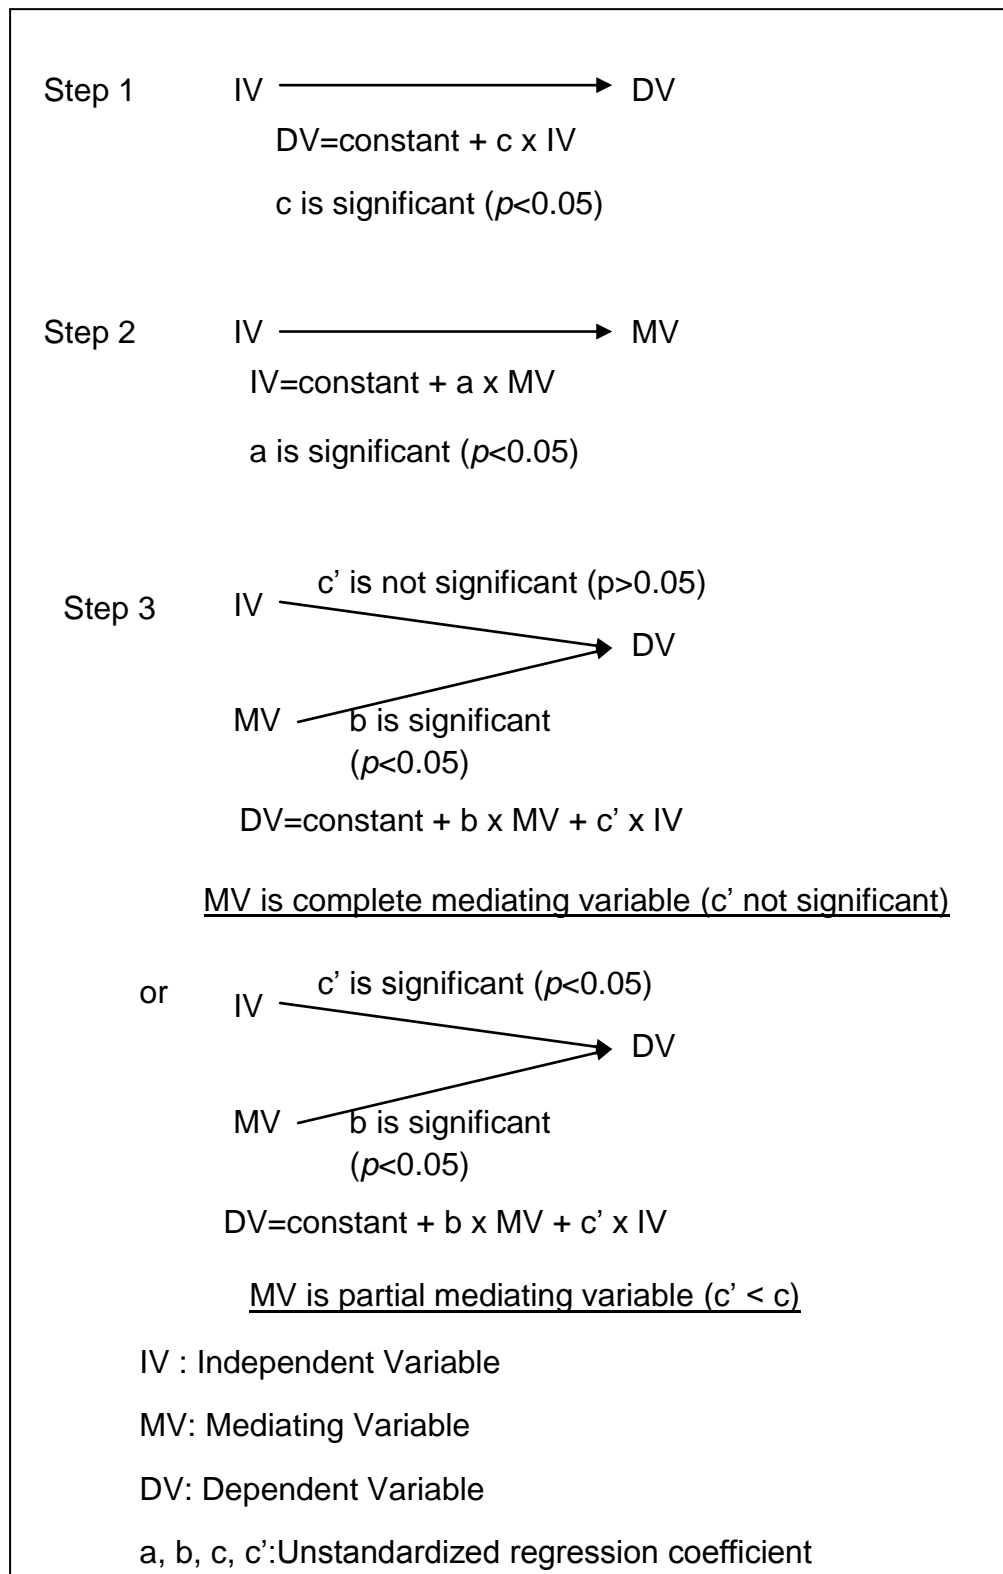 Step 1 IV DV
DV=constant + c x IV
c is significant (p<0.05)
Step 2 IV MV
IV=constant + a x MV
a is significant (p<0.05)
c’ is not significant (p>0.05)
Step 3 IV
DV
MV b is significant
(p<0.05)
DV=constant + b x MV + c’ x IV
MV is complete mediating variable (c’ not significant)
c’ is significant (p<0.05)
or IV
DV
MV b is significant
(p<0.05)
DV=constant + b x MV + c’ x IV
MV is partial mediating variable (c’ < c)
IV : Independent Variable
MV: Mediating Variable
DV: Dependent Variable
a, b, c, c’:Unstandardized regression coefficient